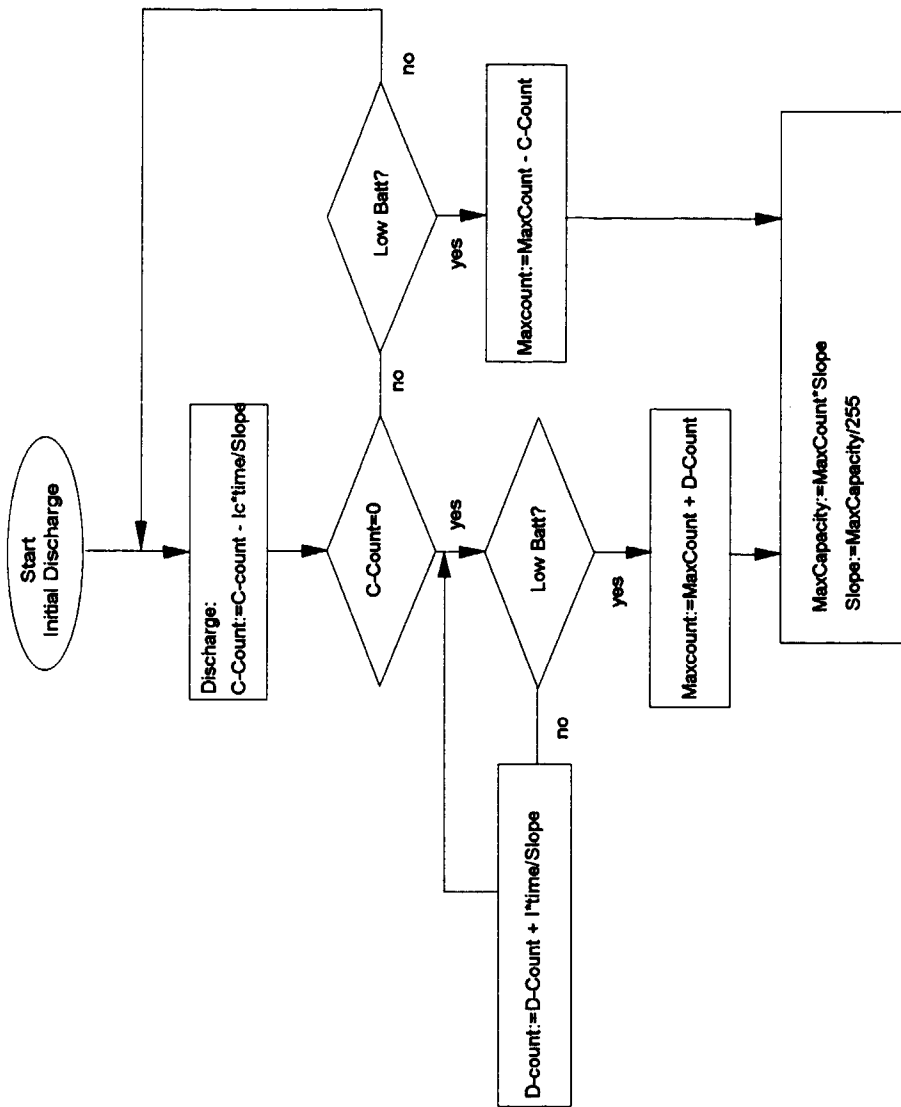 Start
Initial Discharge
Discharge:
C-Count:=C-count - Ic*time/Slope
C-Count=0
no
Low Batt?
no
yes
Maxcount:=MaxCount - C-Count
yes
Low Batt?
no
D-count:=D-Count + I*time/Slope
yes
Maxcount:=MaxCount + D-Count
MaxCapacity:=MaxCount*Slope
Slope:=MaxCapacity/255